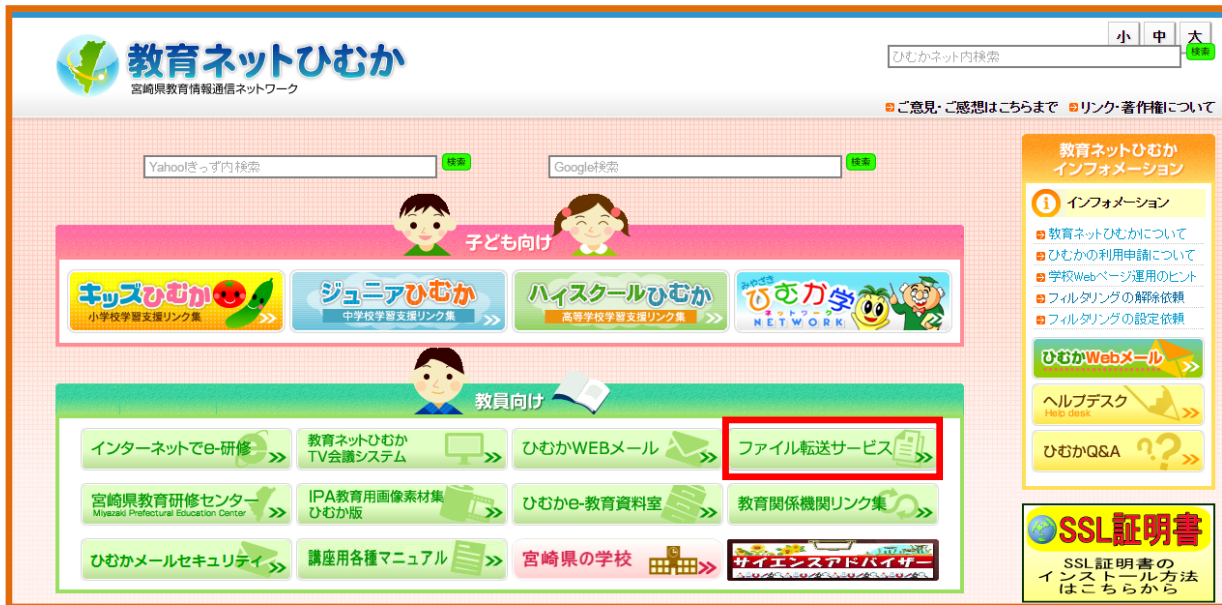 教育ネットひむか
宮崎県教育情報通信ネットワーク
小 中 大
ひむかネット内検索 検索
ご意見・ご感想はこちらまで リンク・著作権について
Yahoo!きっず内検索 検索
Google検索 検索
子ども向け
キッズひむか
小学校学習支援リンク集
ジュニアひむか
中学校学習支援リンク集
ハイスクールひむか
高等学校学習支援リンク集
みやざき
ひむか学
ネットワーク
NETWORK
教員向け
インターネットでe-研修
教育ネットひむか
TV会議システム
ひむかWEBメール
ファイル転送サービス
宮崎県教育研修センター
Miyazaki Prefectural Education Center
IPA教育用画像素材集
ひむか版
ひむかe-教育資料室
教育関係機関リンク集
ひむかメールセキュリティ
講座用各種マニュアル
宮崎県の学校
サイエンスアドバイザー
教育ネットひむか
インフォメーション
インフォメーション
教育ネットひむかについて
ひむかの利用申請について
学校Webページ運用のヒント
フィルタリングの解除依頼
フィルタリングの設定依頼
ひむかWebメール
ヘルプデスク
Help desk
ひむかQ&A
SSL証明書
SSL証明書の
インストール方法
はこちらから